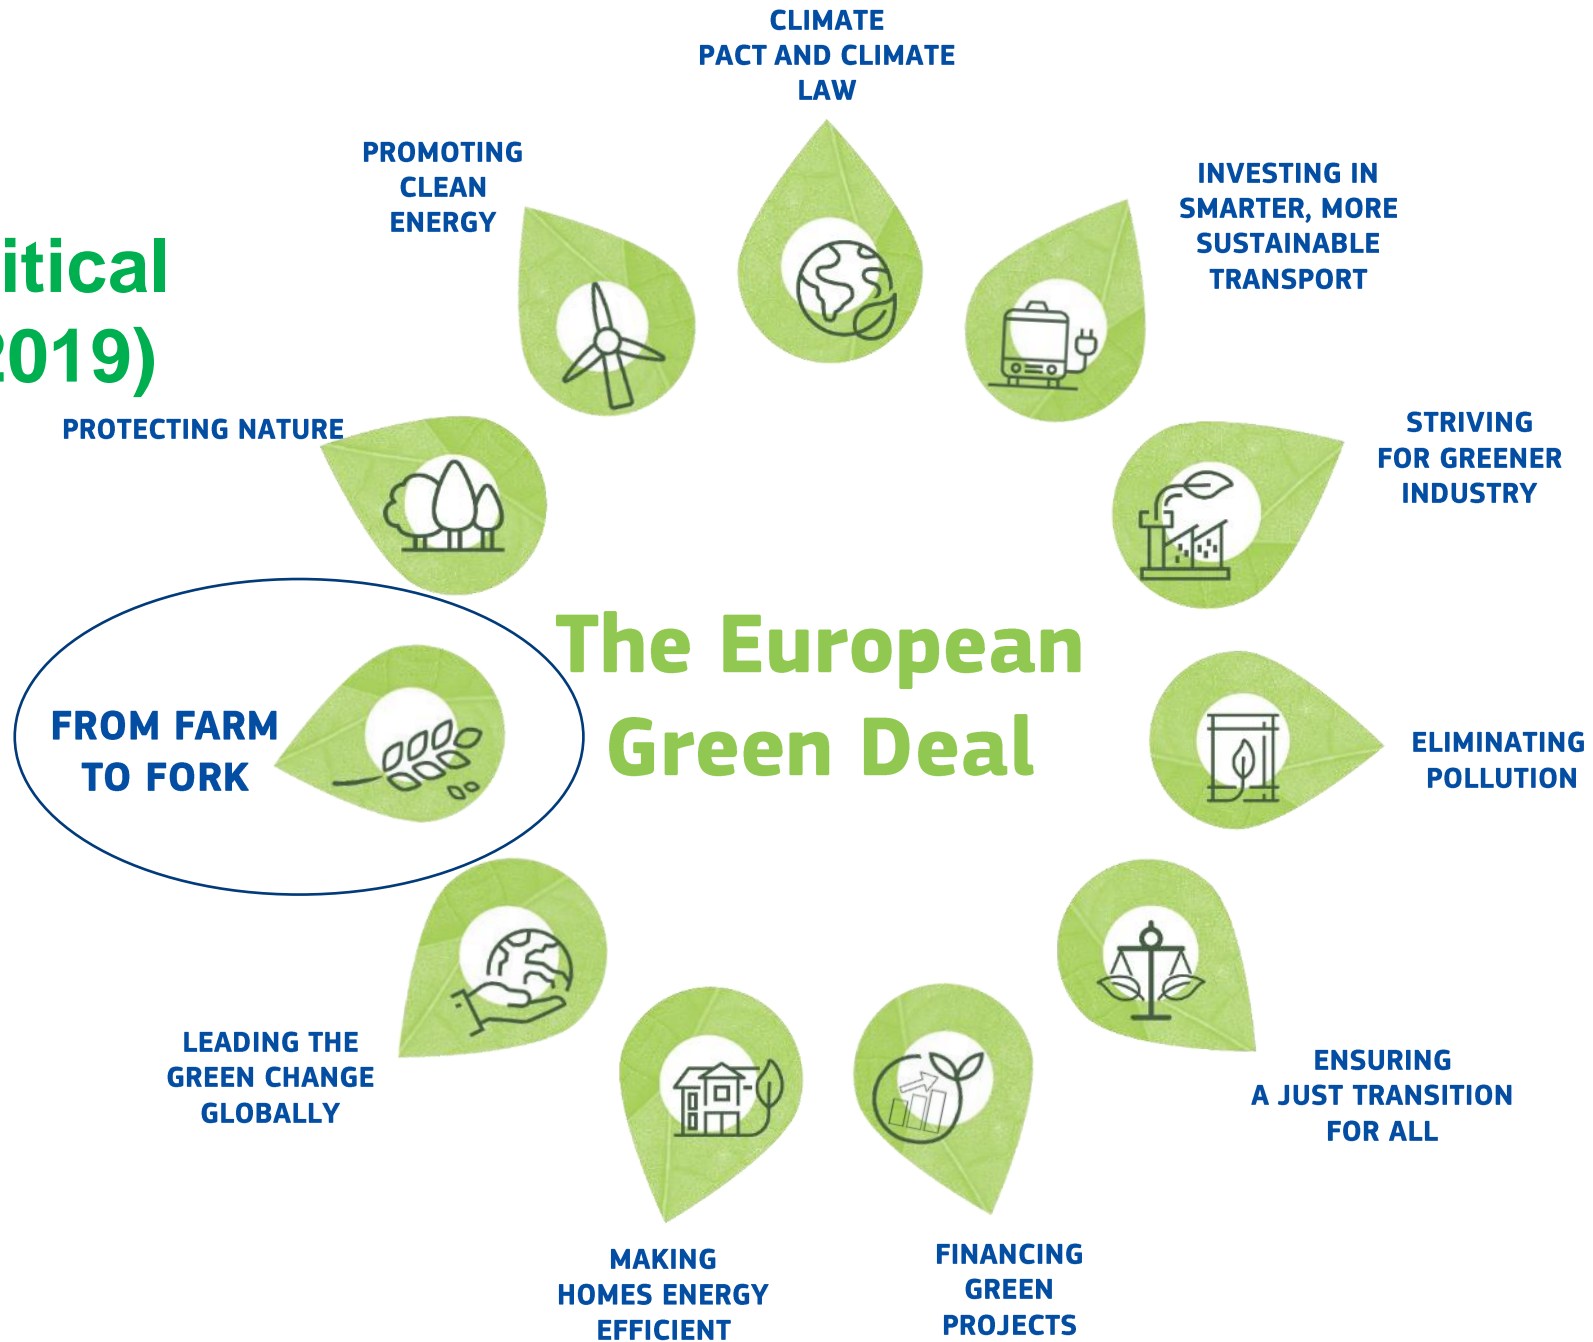 CLIMATE
PACT AND CLIMATE
LAW
PROMOTING
CLEAN
ENERGY
INVESTING IN
SMARTER, MORE
SUSTAINABLE
TRANSPORT
itical
2019)
PROTECTING NATURE
STRIVING
FOR GREENER
INDUSTRY
The European
Green Deal
FROM FARM
TO FORK
ELIMINATING
POLLUTION
LEADING THE
GREEN CHANGE
GLOBALLY
ENSURING
A JUST TRANSITION
FOR ALL
MAKING
HOMES ENERGY
EFFICIENT
FINANCING
GREEN
PROJECTS